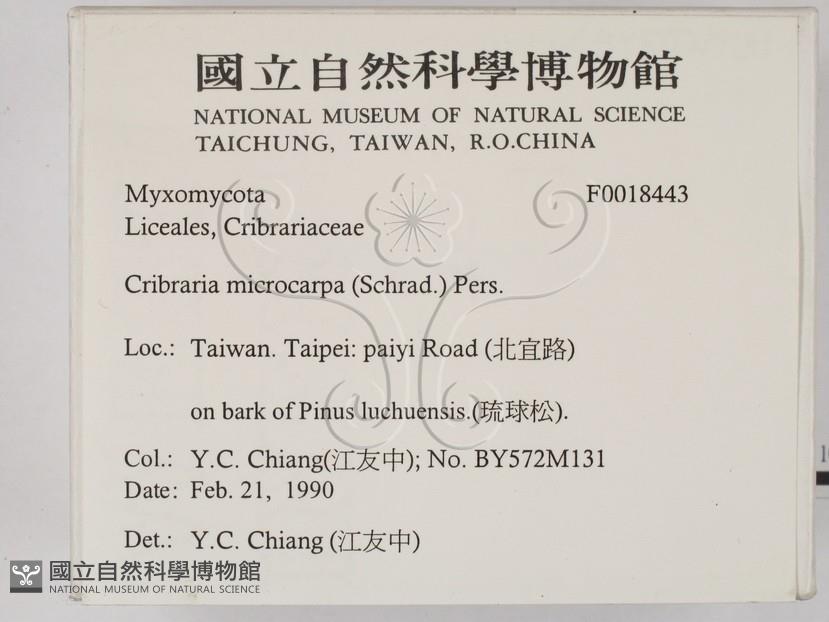 國立自然科學博物館
NATIONAL MUSEUM OF NATURAL SCIENCE
TAICHUNG, TAIWAN, R.O.CHINA
Myxomycota F0018443
Liceales, Cribrariaceae
Cribraria microcarpa (Schrad.) Pers.
Loc.: Taiwan. Taipei: paiyi Road (北宜路)
on bark of Pinus luchuensis.(琉球松).
Col.: Y.C. Chiang(江友中); No. BY572M131
Date: Feb. 21, 1990
Det.: Y.C. Chiang (江友中)
國立自然科學博物館
NATIONAL MUSEUM OF NATURAL SCIENCE